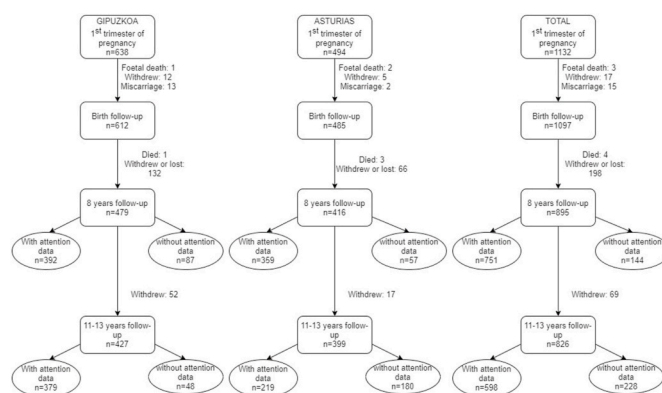 GIPUZKOA
1st trimester of
pregnancy
n=638
Foetal death: 1
Withdrew: 12
Miscarriage: 13
Birth follow-up
n=612
Died: 1
Withdrew or lost:
132
8 years follow-up
n=479
With attention
data
n=392
without attention
data
n=87
Withdrew: 52
11-13 years follow-
up
n=427
With attention
data
n=379
without attention
data
n=48
ASTURIAS
1st trimester of
pregnancy
n=494
Foetal death: 2
Withdrew: 5
Miscarriage: 2
Birth follow-up
n=485
Died: 3
Withdrew or lost: 66
8 years follow-up
n=416
With attention
data
n=359
without attention
data
n=57
Withdrew: 17
11-13 years follow-
up
n=399
With attention
data
n=219
without attention
data
n=180
TOTAL
1st trimester of
pregnancy
n=1132
Foetal death: 3
Withdrew: 17
Miscarriage: 15
Birth follow-up
n=1097
Died: 4
Withdrew or lost:
198
8 years follow-up
n=895
With attention
data
n=751
without attention
data
n=144
Withdrew: 69
11-13 years follow-
up
n=826
With attention
data
n=598
without attention
data
n=228